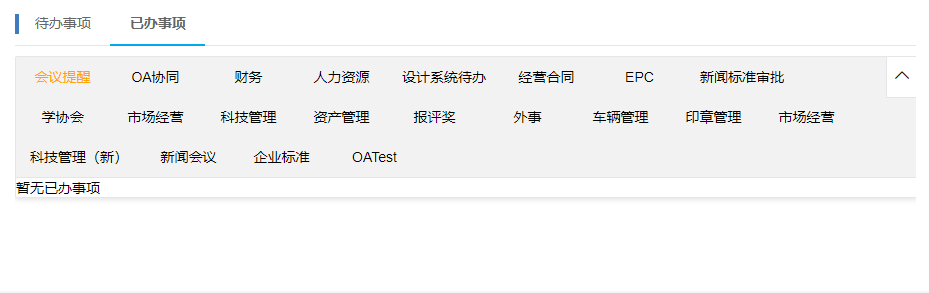 待办事项 已办事项
会议提醒 OA协同 财务 人力资源 设计系统待办 经营合同 EPC 新闻标准审批
学协会 市场经营 科技管理 资产管理 报评奖 外事 车辆管理 印章管理 市场经营
科技管理（新） 新闻会议 企业标准 OATest
暂无已办事项